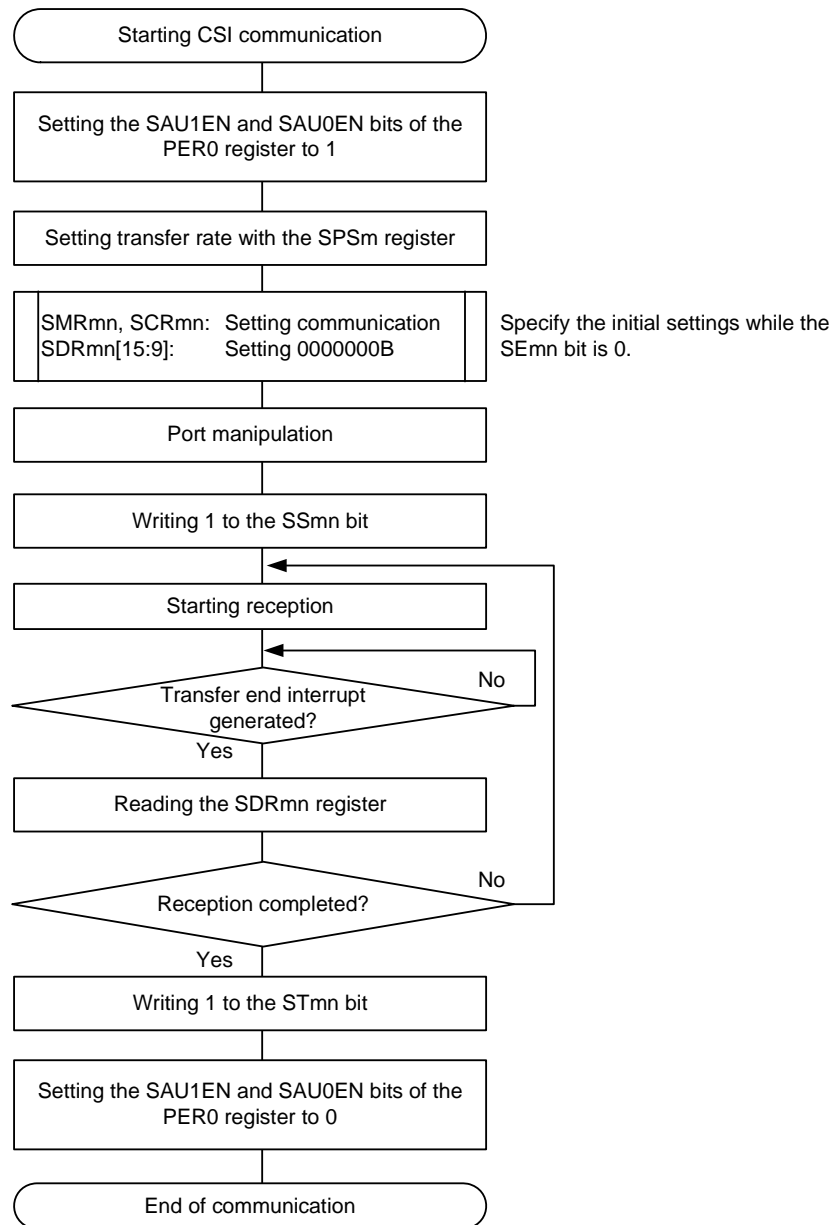 Starting CSI communication
Setting the SAU1EN and SAU0EN bits of the
PER0 register to 1
Setting transfer rate with the SPSm register
SMRmn, SCRmn: Setting communication
SDRmn[15:9]: Setting 0000000B
Specify the initial settings while the
SEmn bit is 0.
Port manipulation
Writing 1 to the SSmn bit
Starting reception
Transfer end interrupt
generated?
No
Yes
Reading the SDRmn register
Reception completed?
No
Yes
Writing 1 to the STmn bit
Setting the SAU1EN and SAU0EN bits of the
PER0 register to 0
End of communication